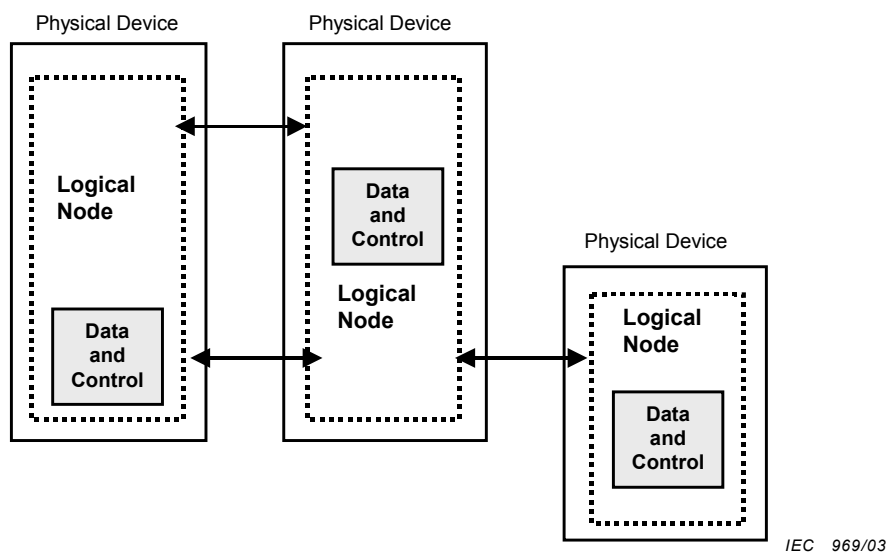 Physical Device
Logical
Node
Data
and
Control
Physical Device
Data
and
Control
Logical
Node
Physical Device
Logical
Node
Data
and
Control
IEC 969/03